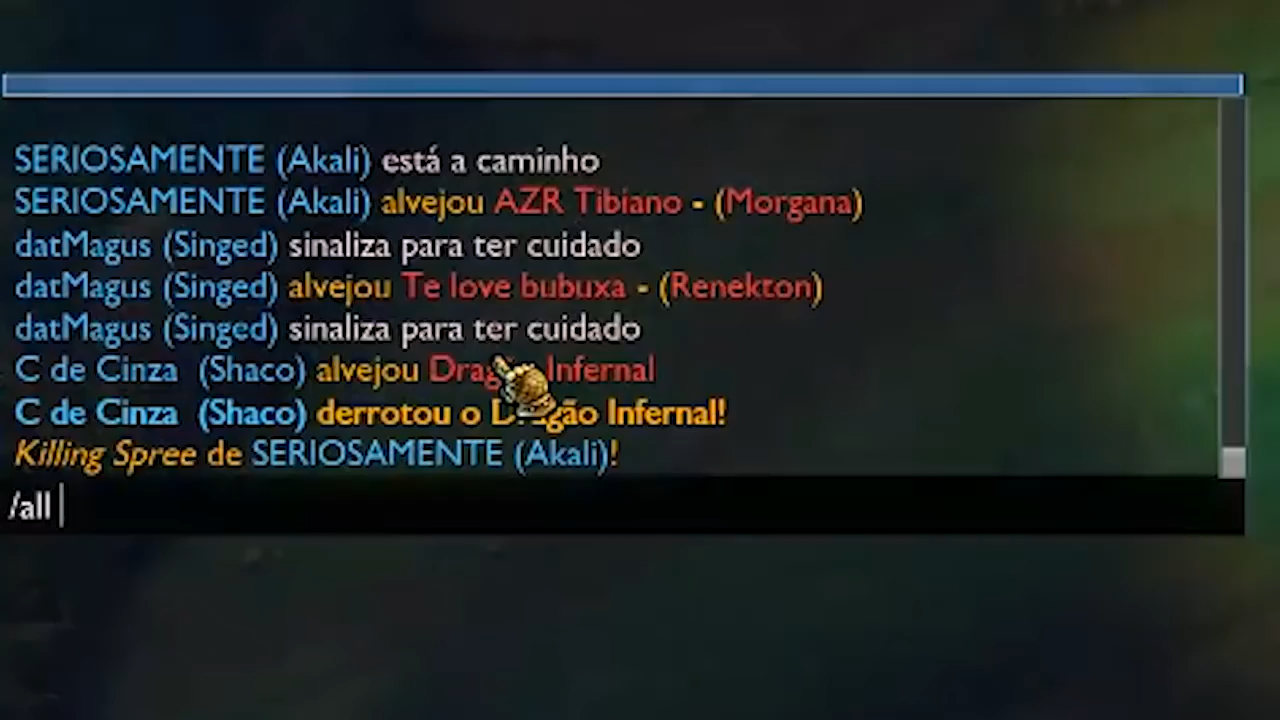 SERIOSAMENTE (Akali) está a caminho
SERIOSAMENTE (Akali) alvejou AZR Tibiano - (Morgana)
datMagus (Singed) sinaliza para ter cuidado
datMagus (Singed) alvejou Te love bubuxa - (Renekton)
datMagus (Singed) sinaliza para ter cuidado
C de Cinza (Shaco) alvejou Infernal
C de Cinza (Shaco) derrotou o Dragão Infernal!
Killing Spree de SERIOSAMENTE (Akali)!
/all